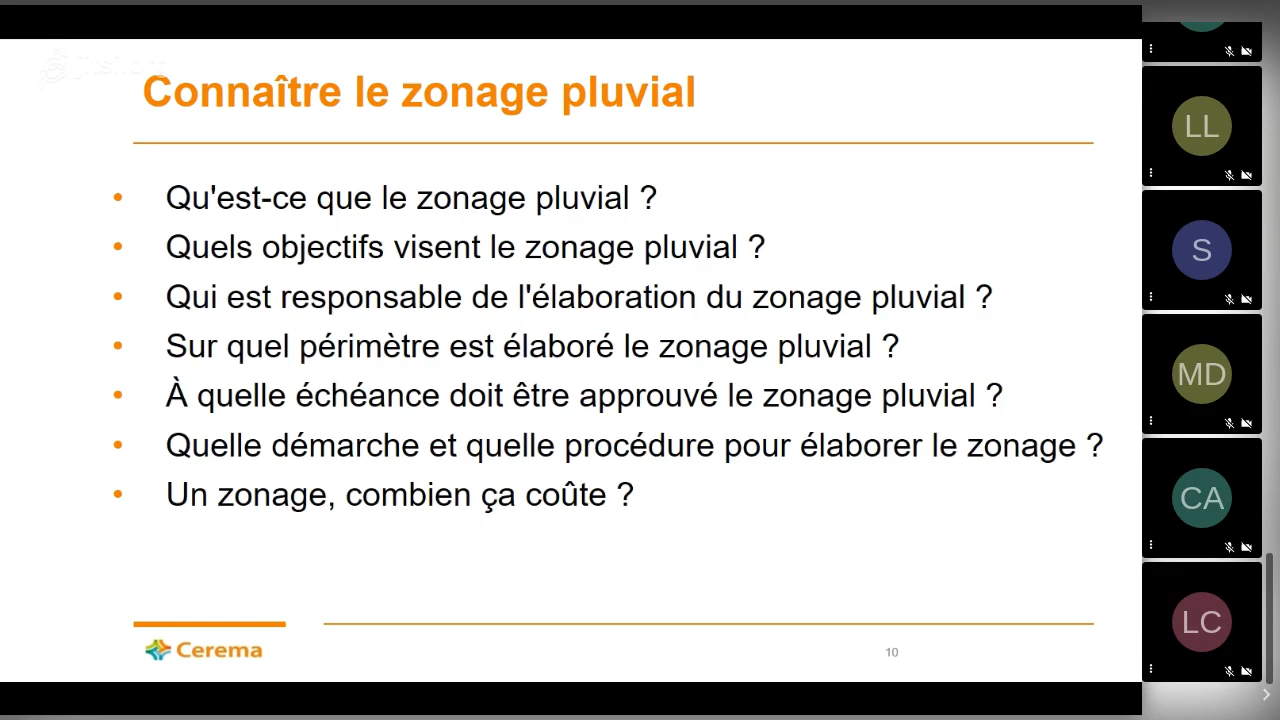 Connaître le zonage pluvial
• Qu'est-ce que le zonage pluvial ?
• Quels objectifs visent le zonage pluvial ?
• Qui est responsable de l'élaboration du zonage pluvial ?
• Sur quel périmètre est élaboré le zonage pluvial ?
• À quelle échéance doit être approuvé le zonage pluvial ?
• Quelle démarche et quelle procédure pour élaborer le zonage ?
• Un zonage, combien ça coûte ?
Cerema
10
LL
S
MD
CA
LC